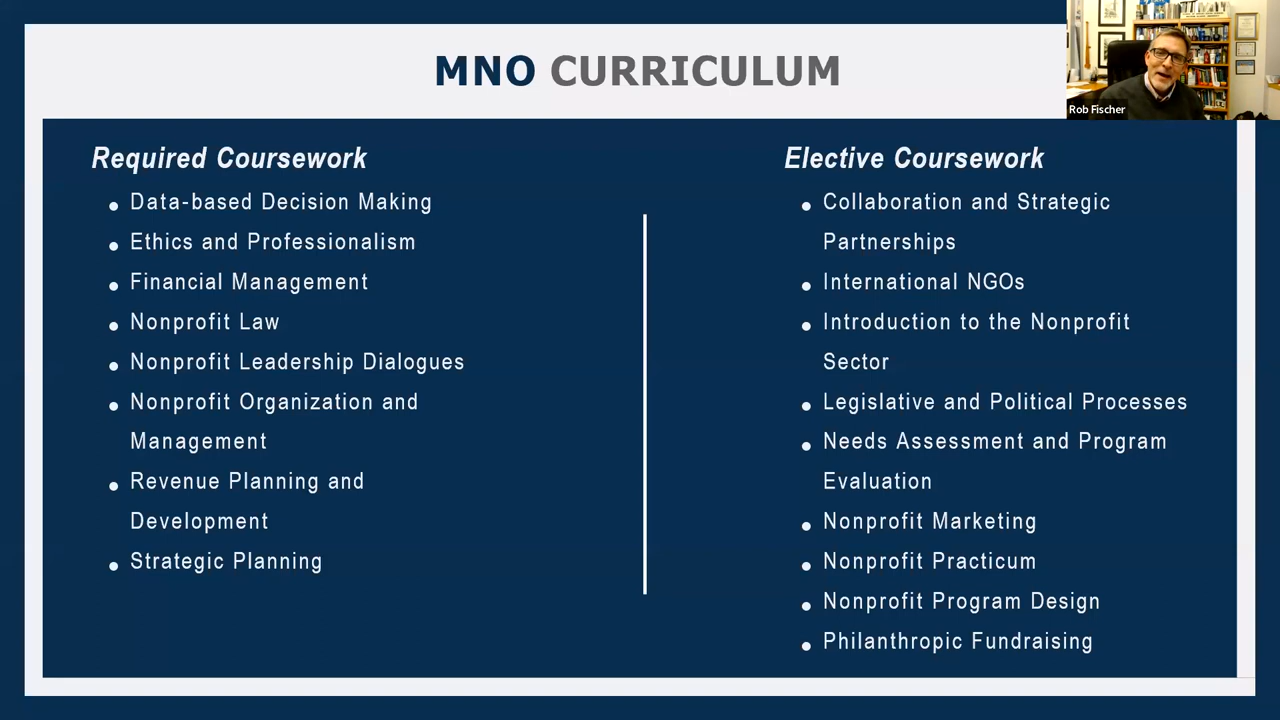 MNO CURRICULUM
Rob Fischer
Required Coursework
Data-based Decision Making
Ethics and Professionalism
Financial Management
Nonprofit Law
Nonprofit Leadership Dialogues
Nonprofit Organization and
Management
Revenue Planning and
Development
Strategic Planning
Elective Coursework
Collaboration and Strategic
Partnerships
International NGOs
Introduction to the Nonprofit
Sector
Legislative and Political Processes
Needs Assessment and Program
Evaluation
Nonprofit Marketing
Nonprofit Practicum
Nonprofit Program Design
Philanthropic Fundraising